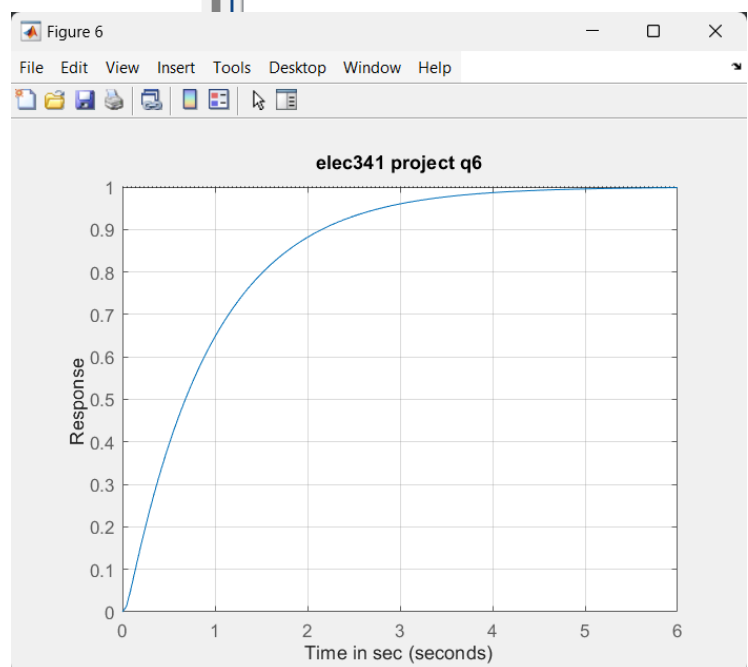 Figure 6
File Edit View Insert Tools Desktop Window Help
elec341 project q6
1
0.9
0.8
0.7
0.6
0.5
0.4
0.3
0.2
0.1
0
Response
0 1 2 3 4 5 6
Time in sec (seconds)